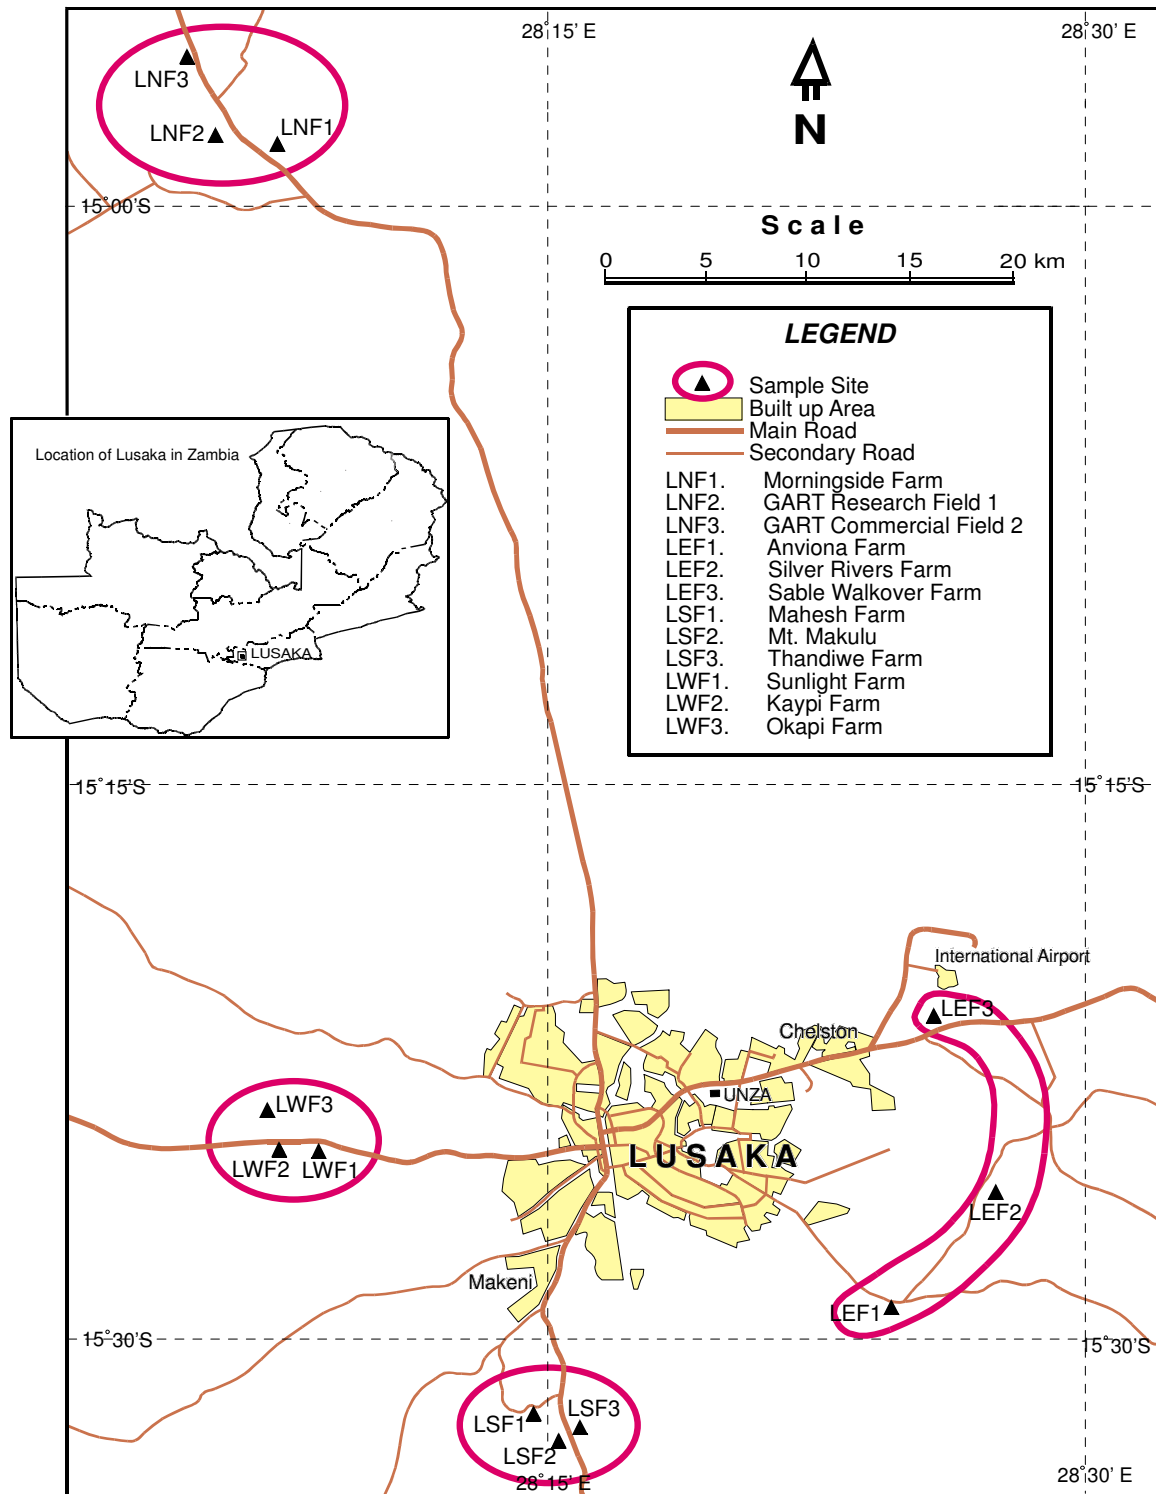 28°15' E
28°30' E
LNF3
LNF2
LNF1
N
15°00'S
Scale
0 5 10 15 20 km
LEGEND
Sample Site
Built up Area
Main Road
Secondary Road
LNF1. Morningside Farm
LNF2. GART Research Field 1
LNF3. GART Commercial Field 2
LEF1. Anviona Farm
LEF2. Silver Rivers Farm
LEF3. Sable Walkover Farm
LSF1. Mahesh Farm
LSF2. Mt. Makulu
LSF3. Thandiwe Farm
LWF1. Sunlight Farm
LWF2. Kaypi Farm
LWF3. Okapi Farm
Location of Lusaka in Zambia
LUSAKA
15°15'S
15°15'S
International Airport
LEF3
Chelston
UNZA
LWF3
LWF2
LWF1
LUSAKA
LEF2
Makeni
LEF1
15°30'S
15°30'S
LSF1
LSF3
LSF2
28°15' E
28°30' E